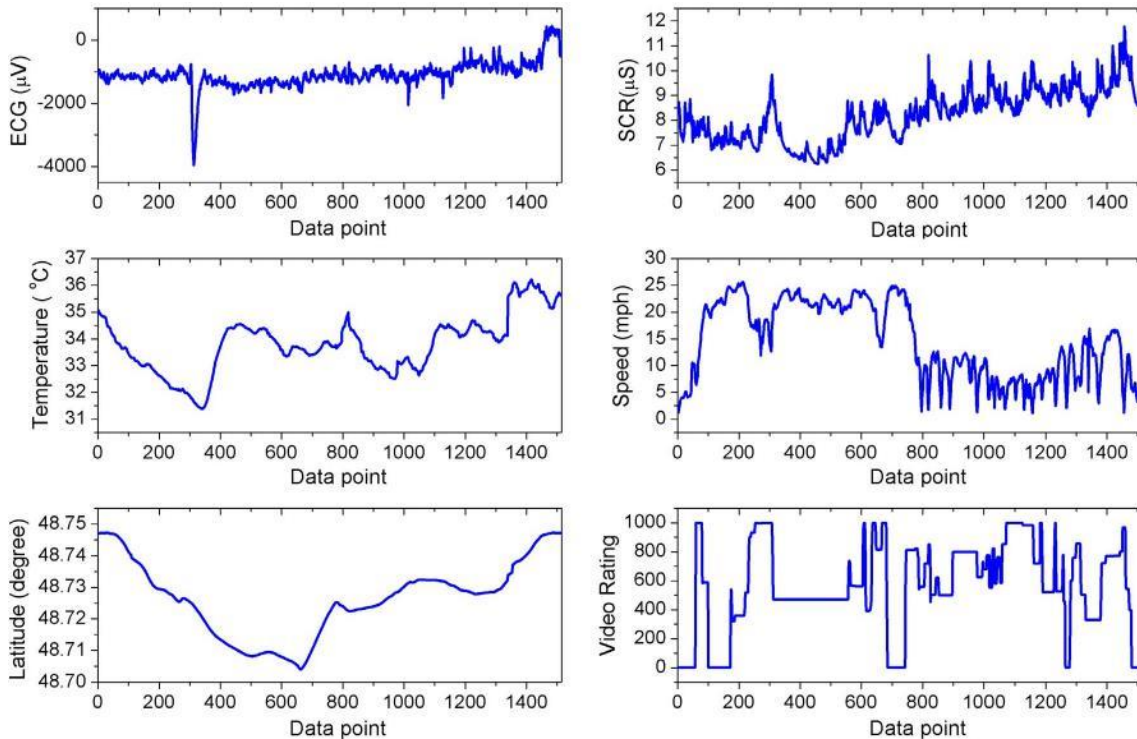 ECG (μV)
0
-2000
-4000
0 200 400 600 800 1000 1200 1400
Data point
SCR(μS)
12
11
10
9
8
7
6
0 200 400 600 800 1000 1200 1400
Data point
Temperature ( °C)
37
36
35
34
33
32
31
0 200 400 600 800 1000 1200 1400
Data point
Speed (mph)
30
25
20
15
10
5
0
0 200 400 600 800 1000 1200 1400
Data point
Latitude (degree)
48.75
48.74
48.73
48.72
48.71
48.70
0 200 400 600 800 1000 1200 1400
Data point
Video Rating
1000
800
600
400
200
0
0 200 400 600 800 1000 1200 1400
Data point